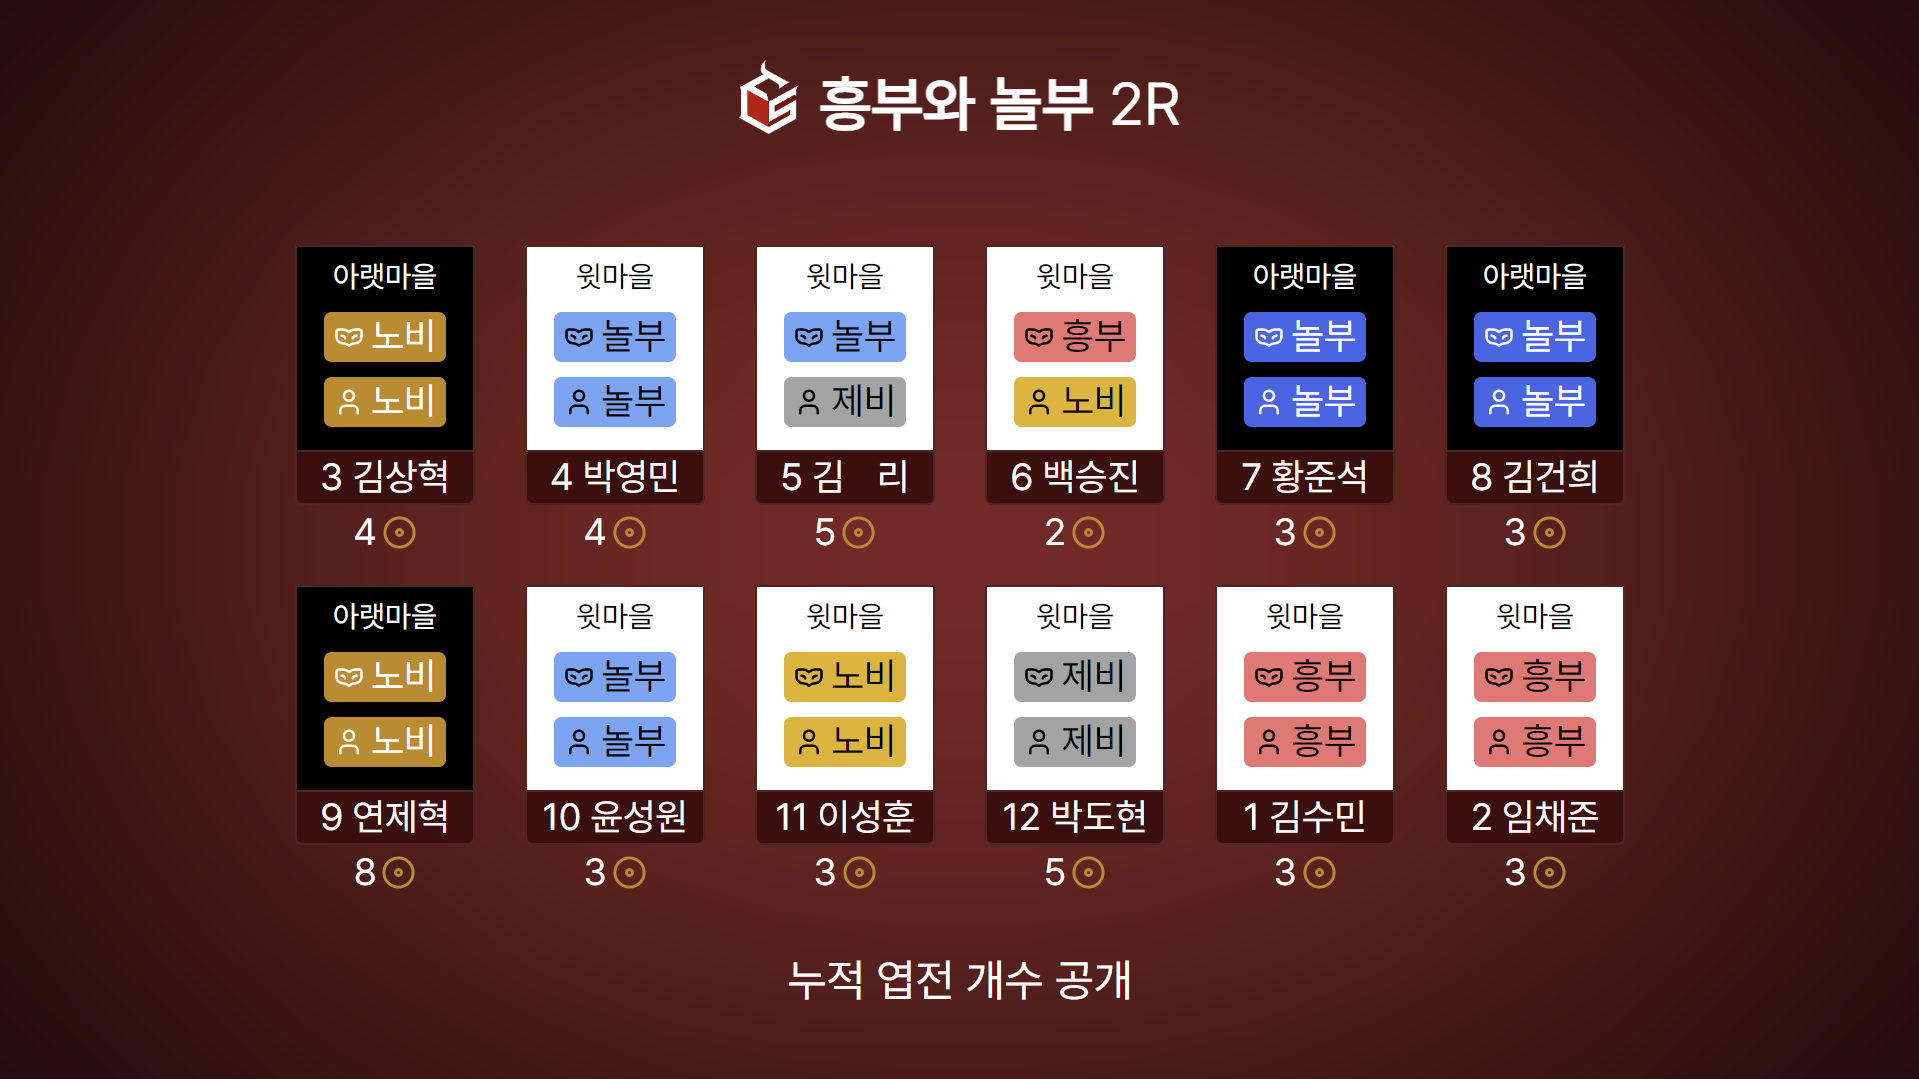 흥부와 놀부 2R
아랫마을 윗마을 윗마을 윗마을 아랫마을 아랫마을
노비 놀부 놀부 흥부 놀부 놀부
노비 놀부 제비 노비 놀부 놀부
3 김상혁 4 박영민 5 김 리 6 백승진 7 황준석 8 김건희
4 4 5 2 3 3
아랫마을 윗마을 윗마을 윗마을 윗마을 윗마을
노비 놀부 노비 제비 흥부 흥부
노비 놀부 노비 제비 흥부 흥부
9 연제혁 10 윤성원 11 이성훈 12 박도현 1 김수민 2 임채준
8 3 3 5 3 3
누적 엽전 개수 공개